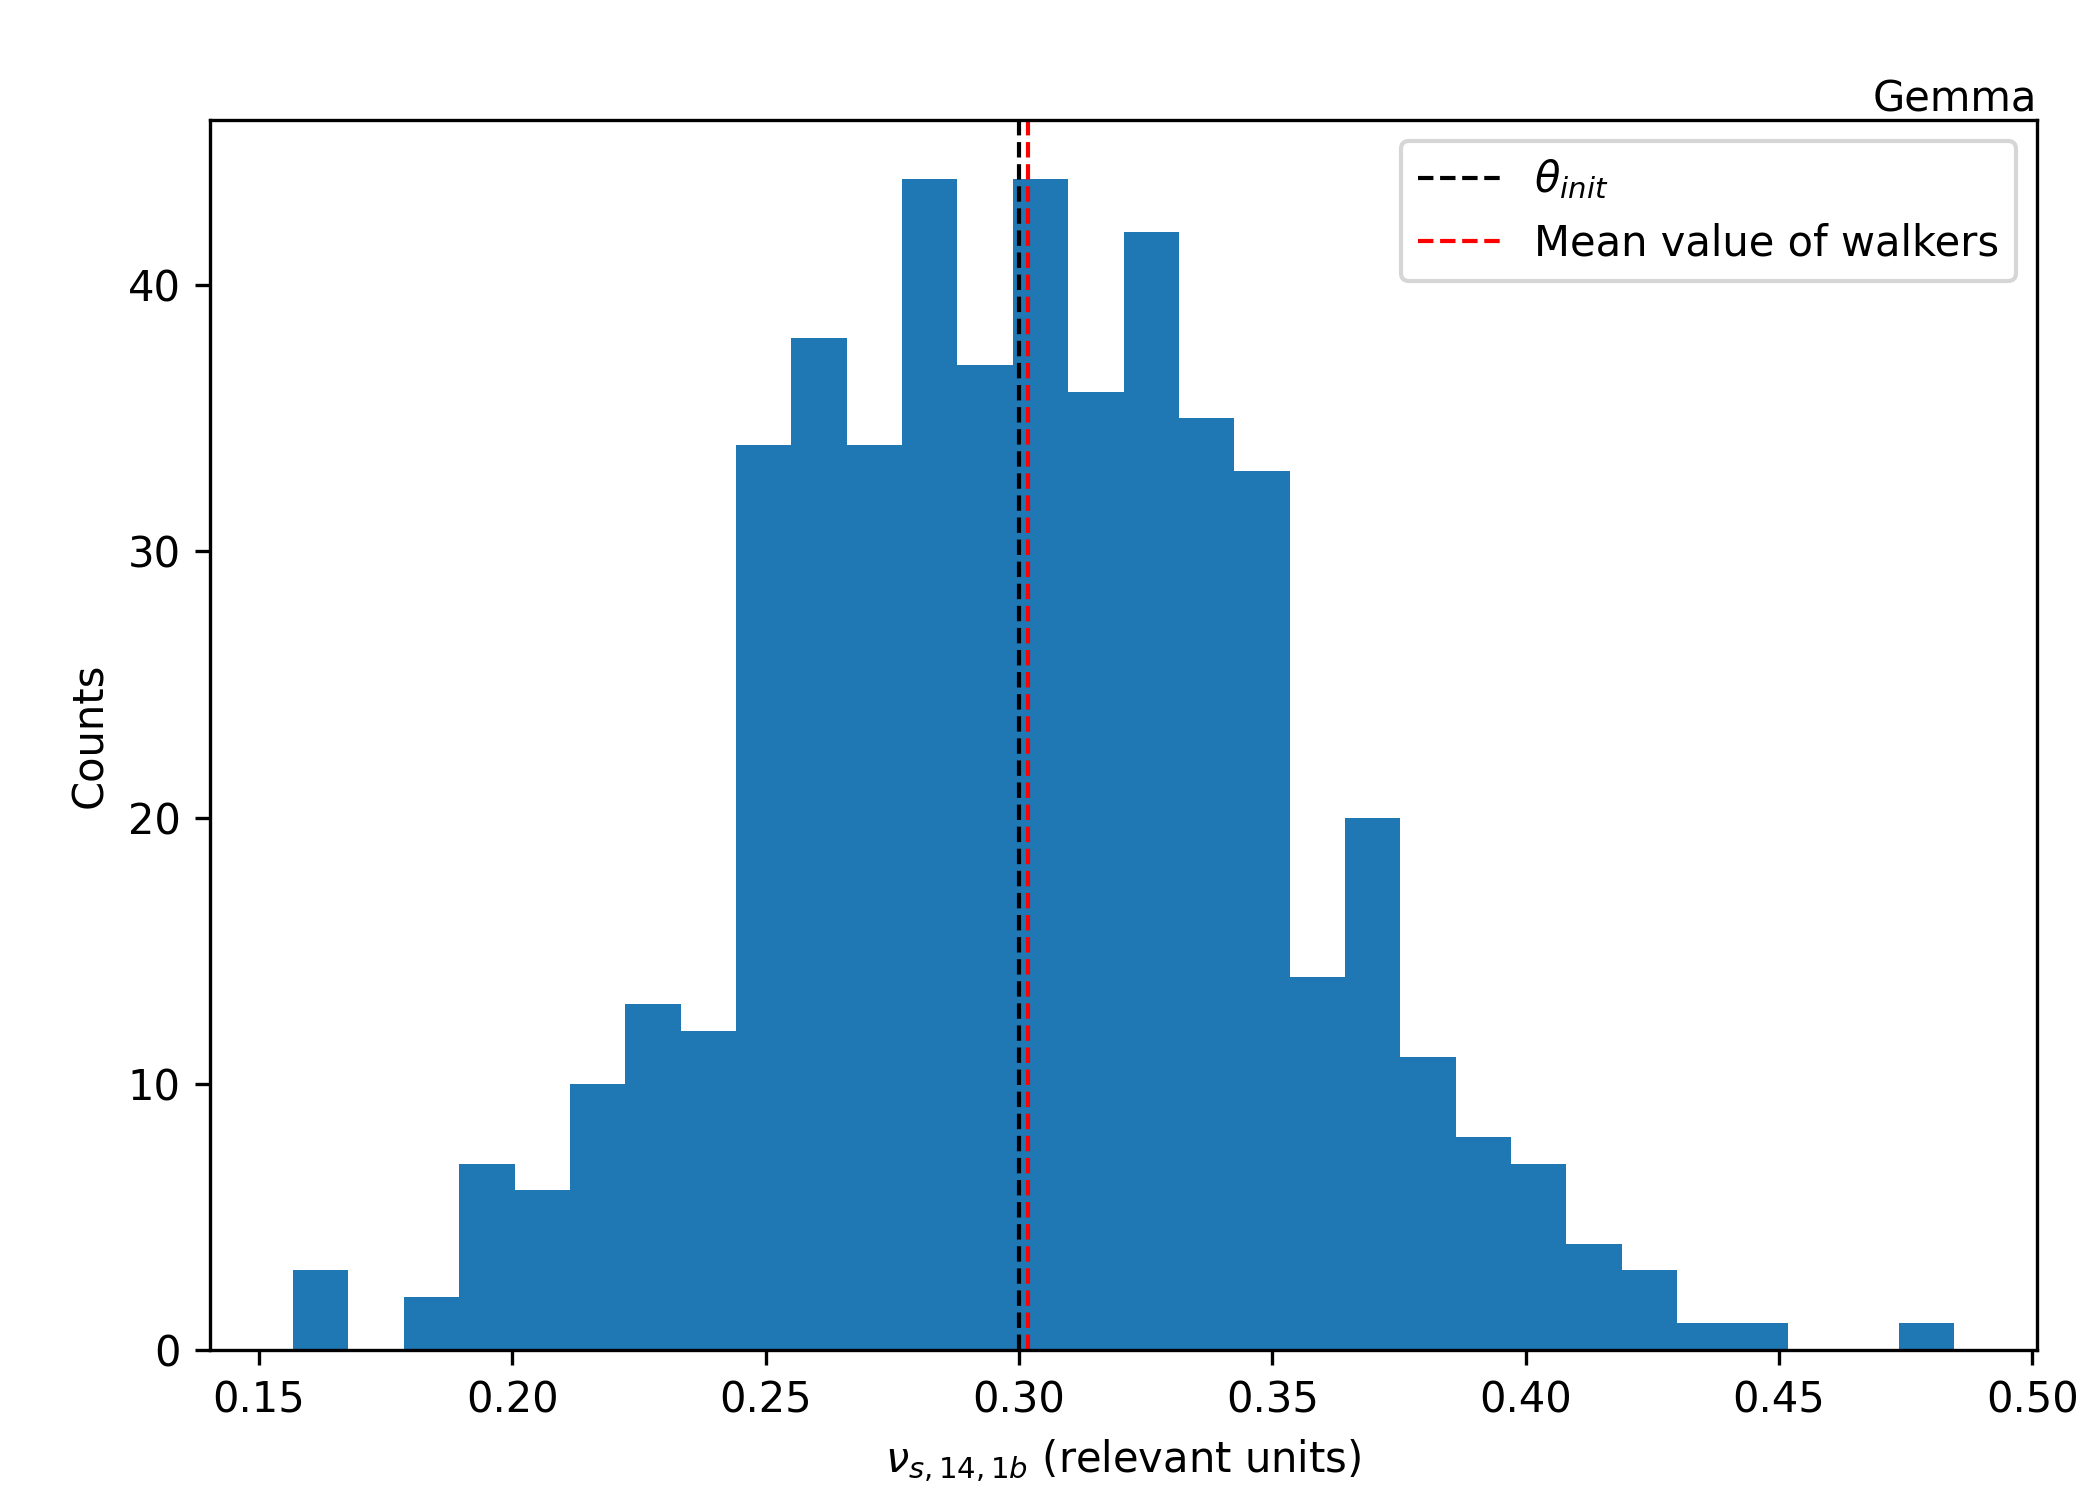 Gemma
θinit
Mean value of walkers
Counts
40
30
20
10
0
0.15 0.20 0.25 0.30 0.35 0.40 0.45 0.50
νs, 14, 1b (relevant units)